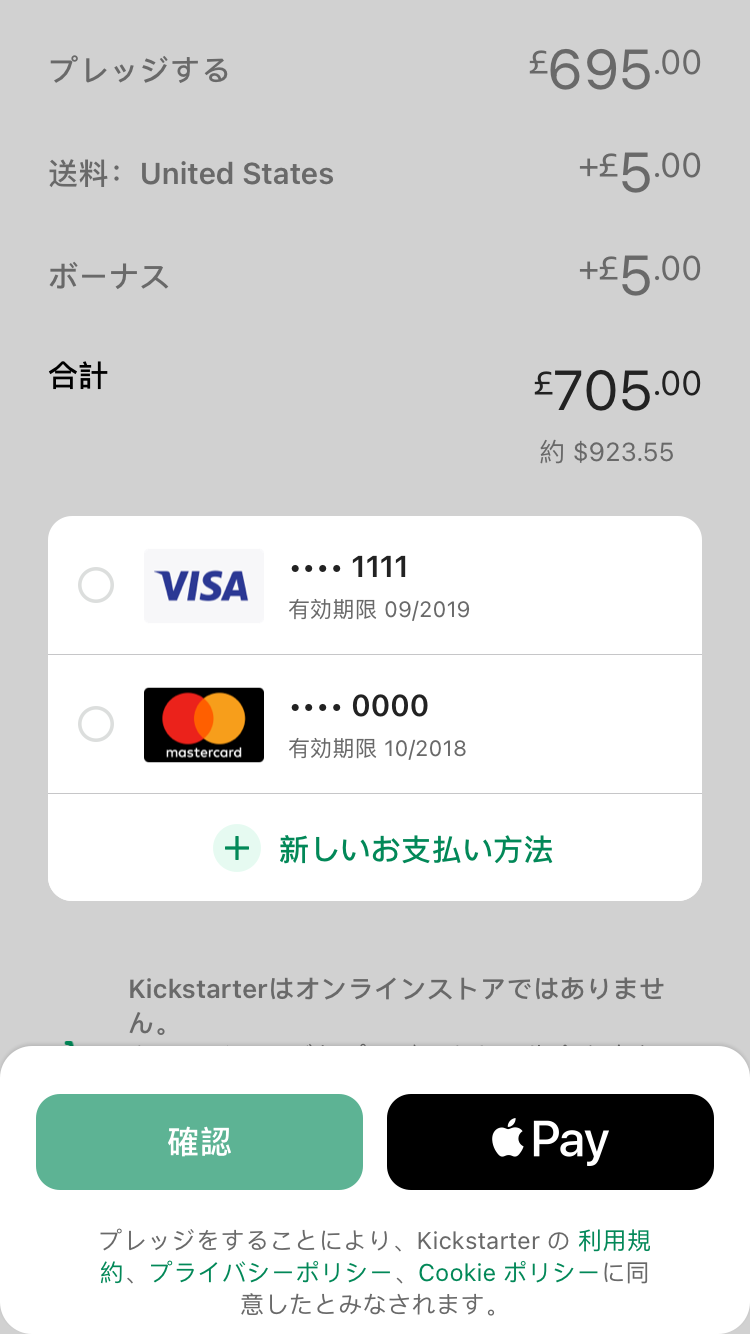 プレッジする £695.00
送料： United States +£5.00
ボーナス +£5.00
合計 £705.00
約 $923.55
VISA •••• 1111
有効期限 09/2019
mastercard •••• 0000
有効期限 10/2018
+ 新しいお支払い方法
Kickstarterはオンラインストアではありませ
ん。
確認 Pay
プレッジをすることにより、Kickstarter の 利用規
約、プライバシーポリシー、Cookie ポリシーに同
意したとみなされます。